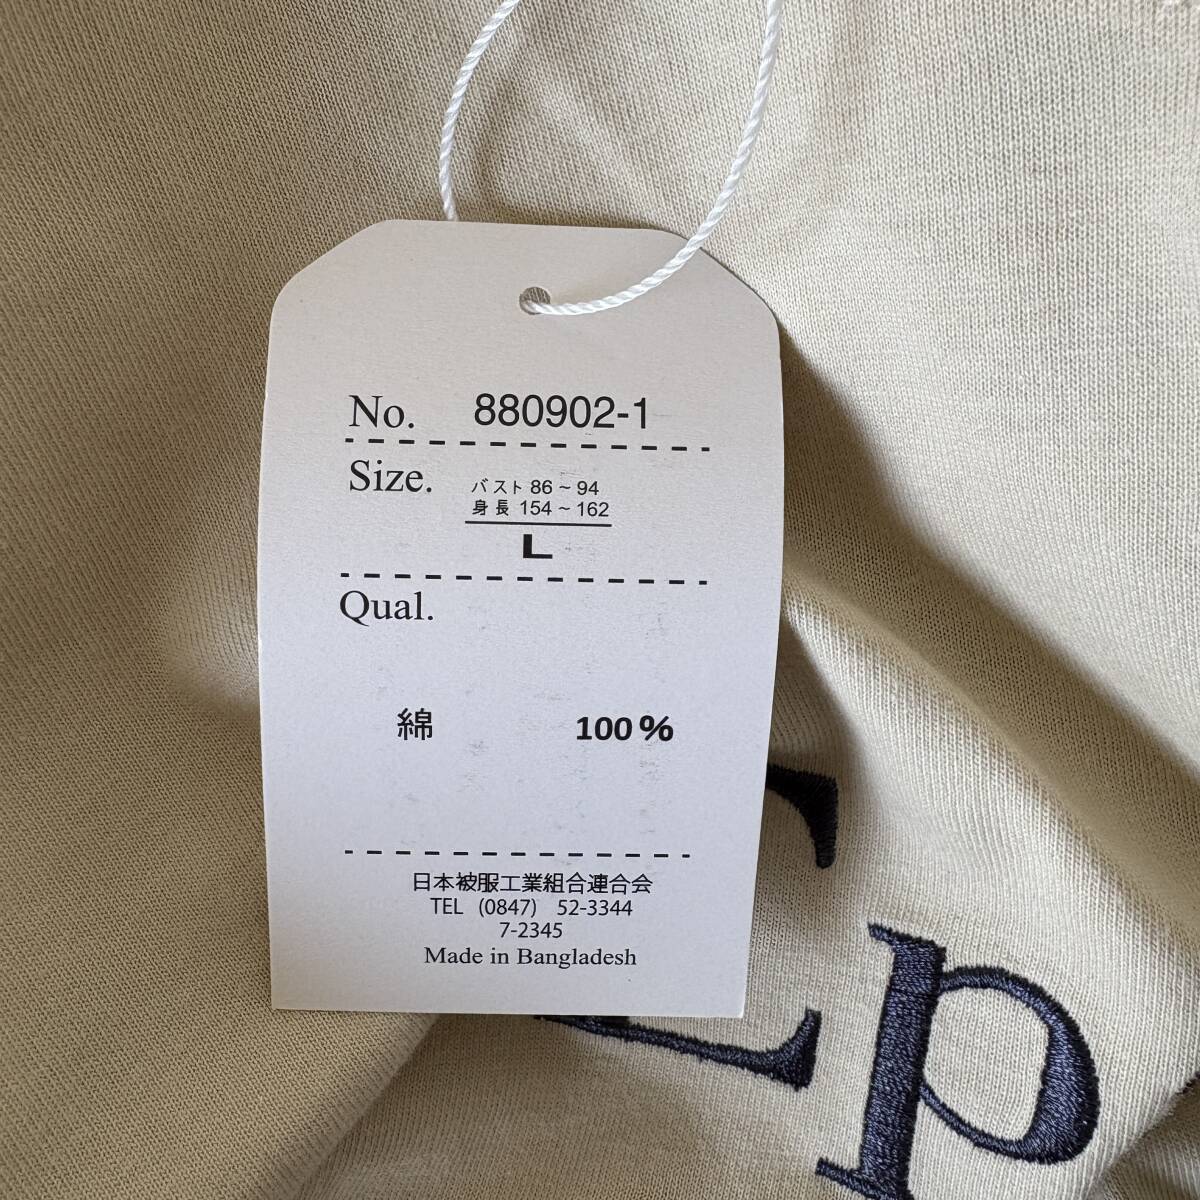 No. 880902-1
Size. バスト 86～94
身長 154～162
L
Qual.
綿 100%
日本被服工業組合連合会
TEL (0847) 52-3344
7-2345
Made in Bangladesh
Ep